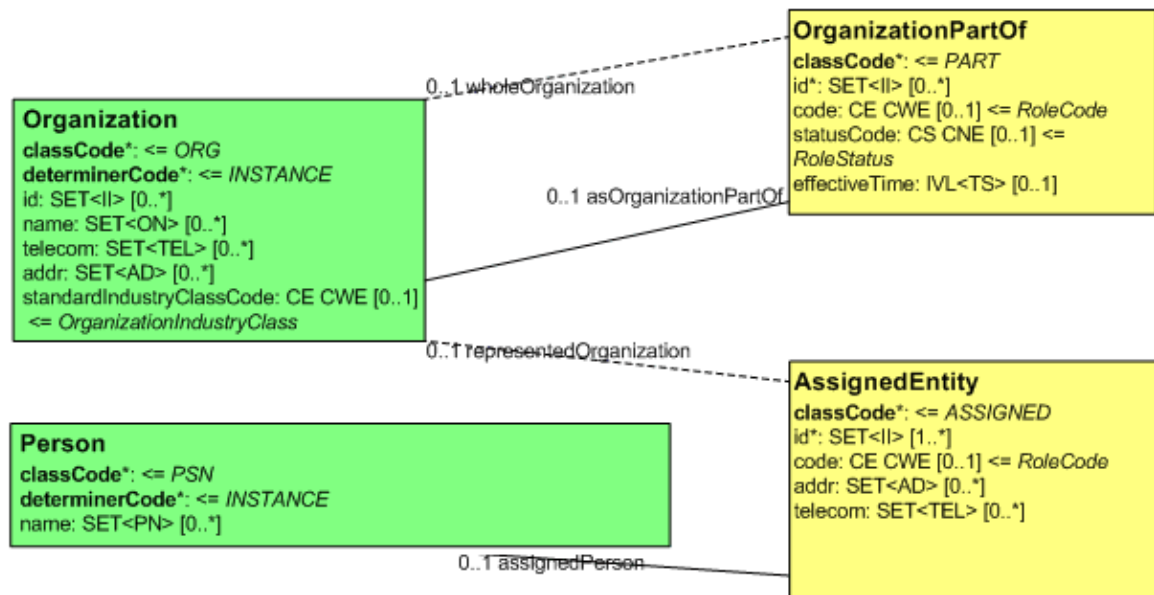 OrganizationPartOf
classCode*: <= PART
id*: SET<II> [0..*]
code: CE CWE [0..1] <= RoleCode
statusCode: CS CNE [0..1] <=
RoleStatus
effectiveTime: IVL<TS> [0..1]
0..1 wholeOrganization
Organization
classCode*: <= ORG
determinerCode*: <= INSTANCE
id: SET<II> [0..*]
name: SET<ON> [0..*]
telecom: SET<TEL> [0..*]
addr: SET<AD> [0..*]
standardIndustryClassCode: CE CWE [0..1]
<= OrganizationIndustryClass
0..1 asOrganizationPartOf
0..1 representedOrganization
AssignedEntity
classCode*: <= ASSIGNED
id*: SET<II> [1..*]
code: CE CWE [0..1] <= RoleCode
addr: SET<AD> [0..*]
telecom: SET<TEL> [0..*]
Person
classCode*: <= PSN
determinerCode*: <= INSTANCE
name: SET<PN> [0..*]
0..1 assignedPerson